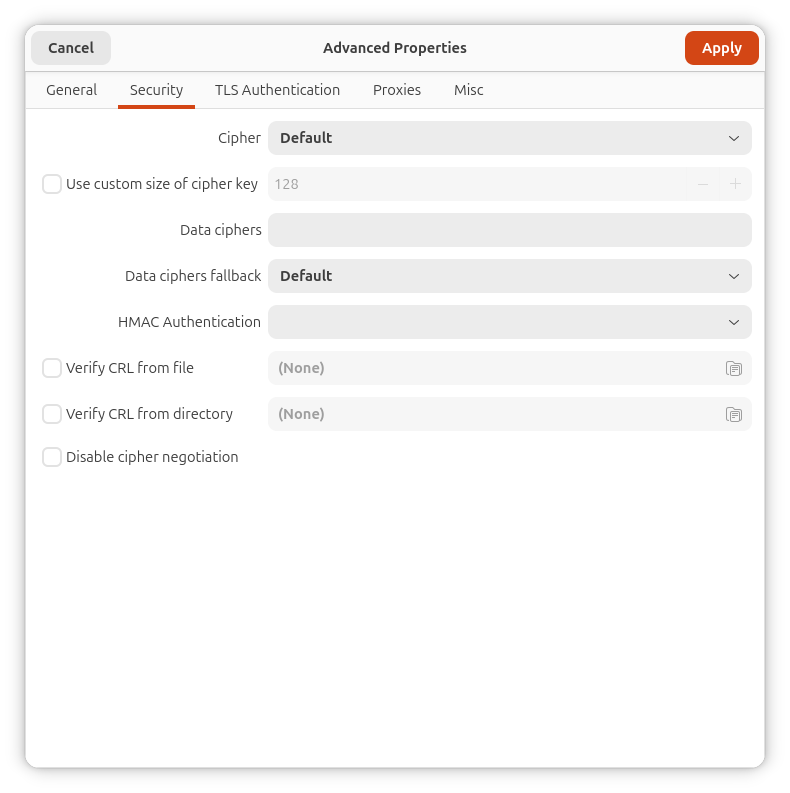 Cancel Advanced Properties Apply
General Security TLS Authentication Proxies Misc
Cipher Default
Use custom size of cipher key 128
Data ciphers
Data ciphers fallback Default
HMAC Authentication
Verify CRL from file (None)
Verify CRL from directory (None)
Disable cipher negotiation